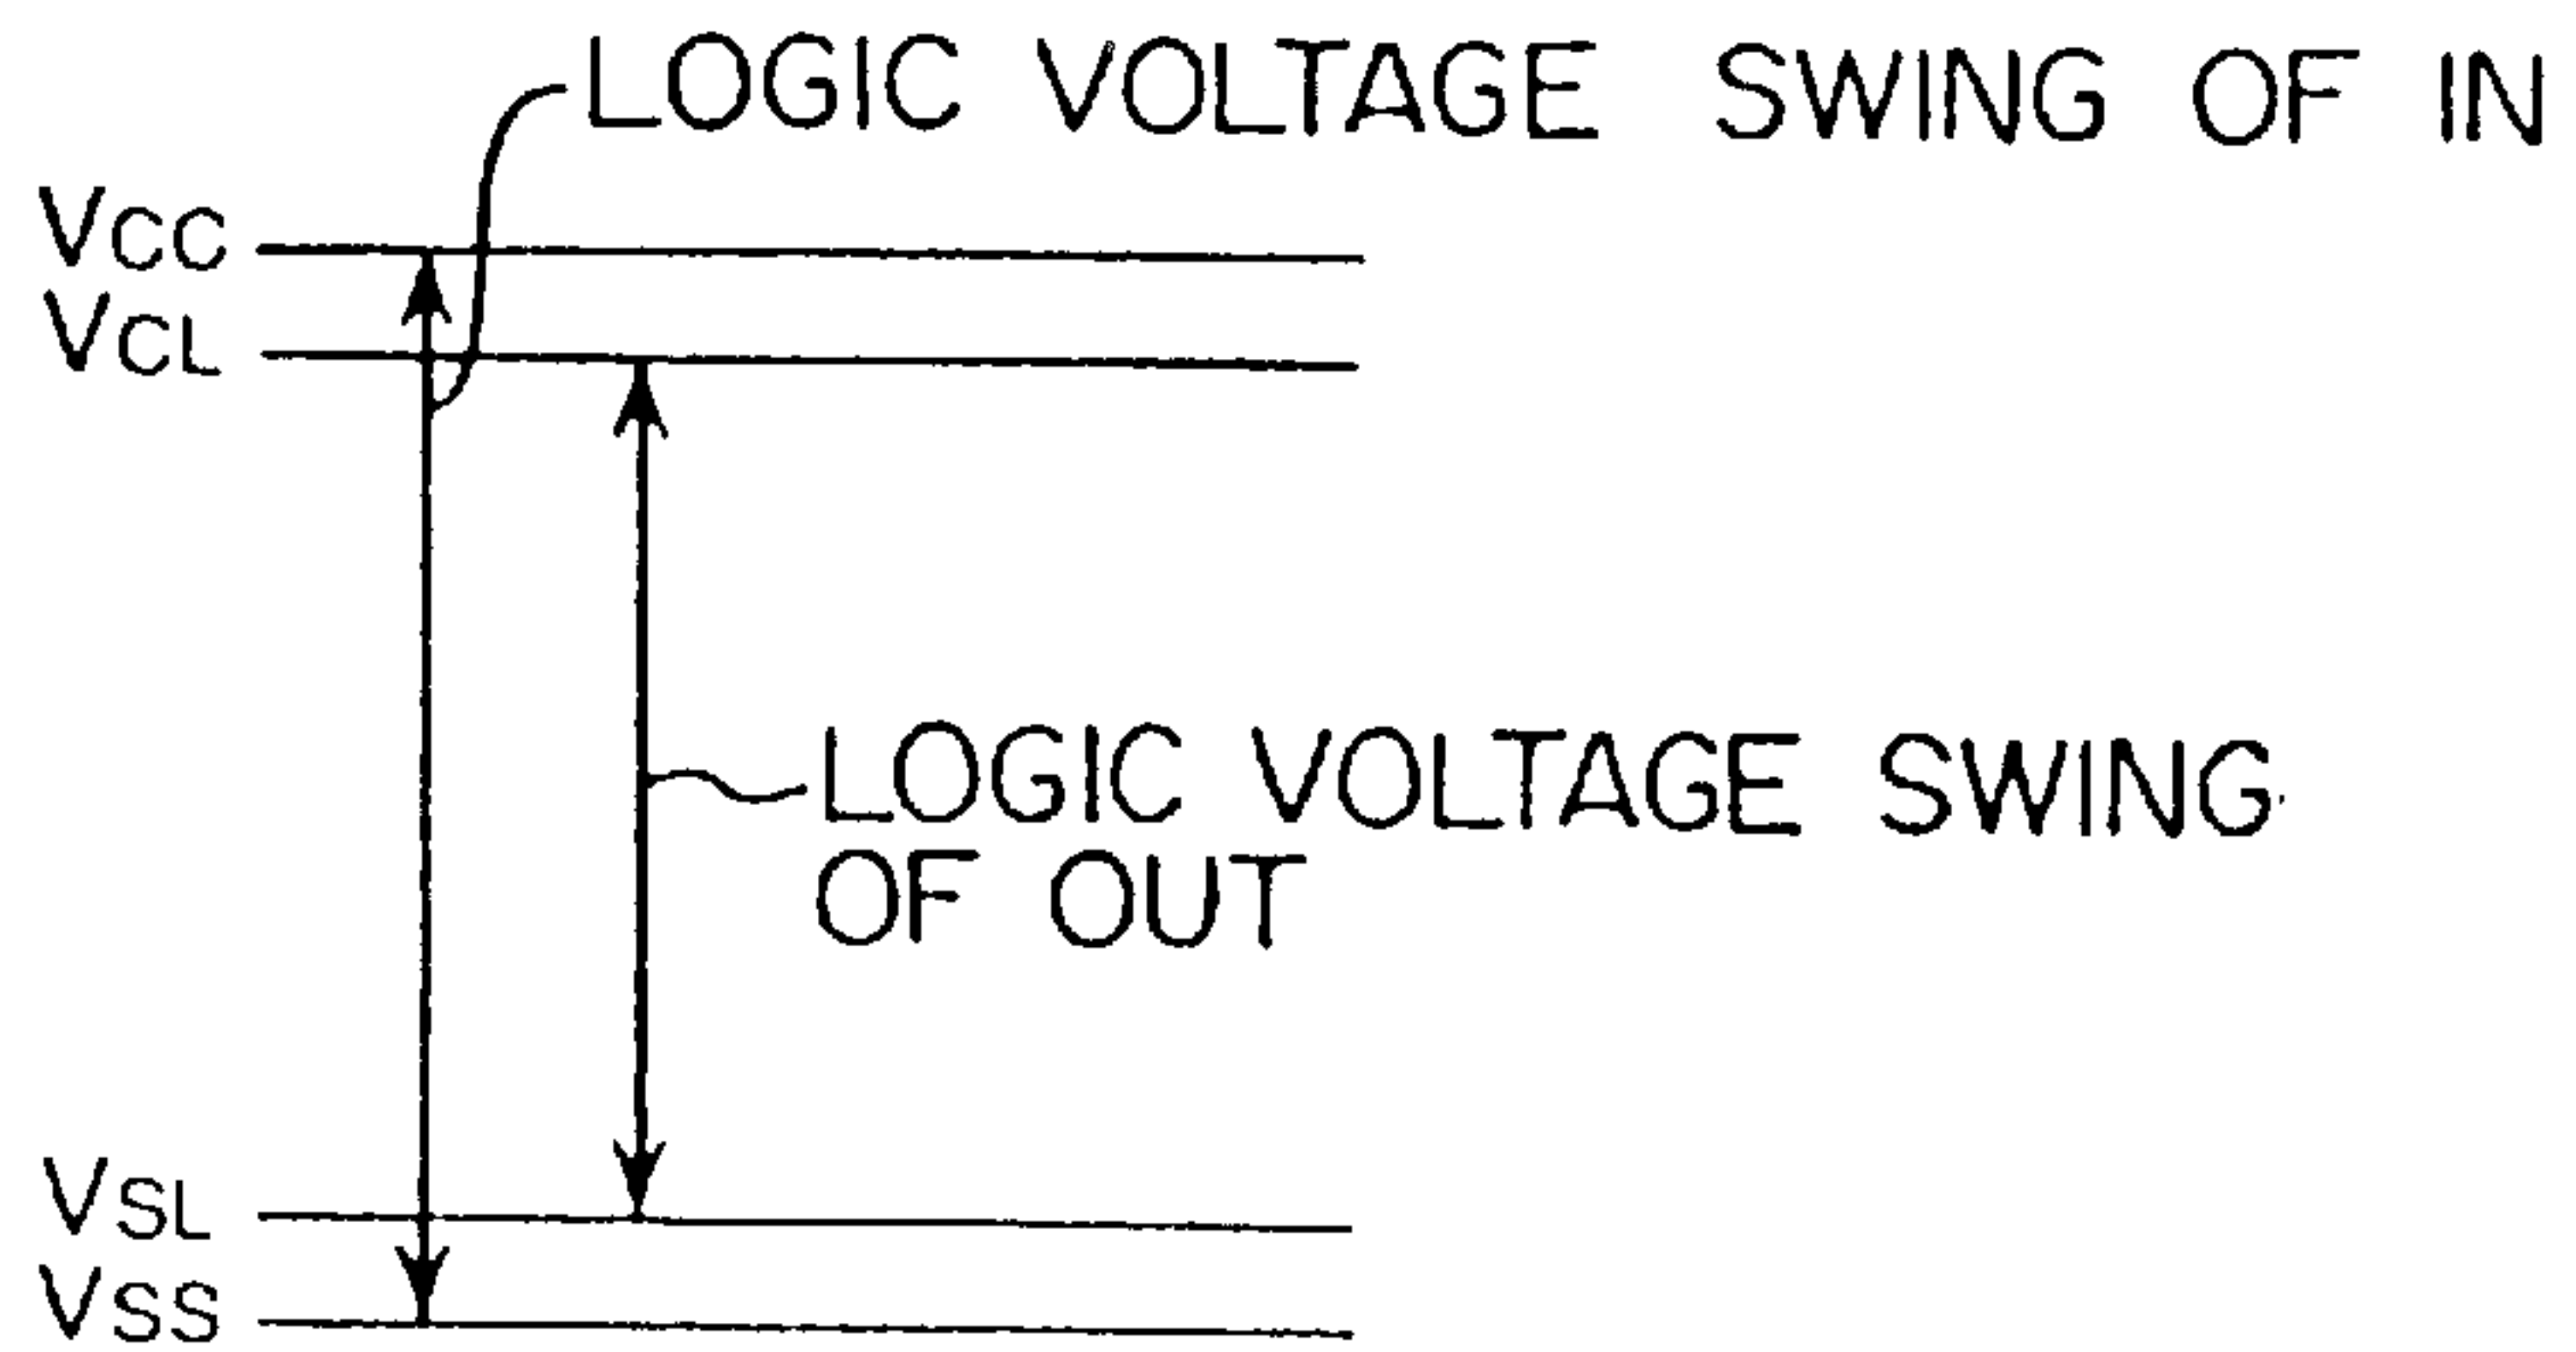 LOGIC VOLTAGE SWING OF IN
VCC
VCL
LOGIC VOLTAGE SWING
OF OUT
VSL
VSS